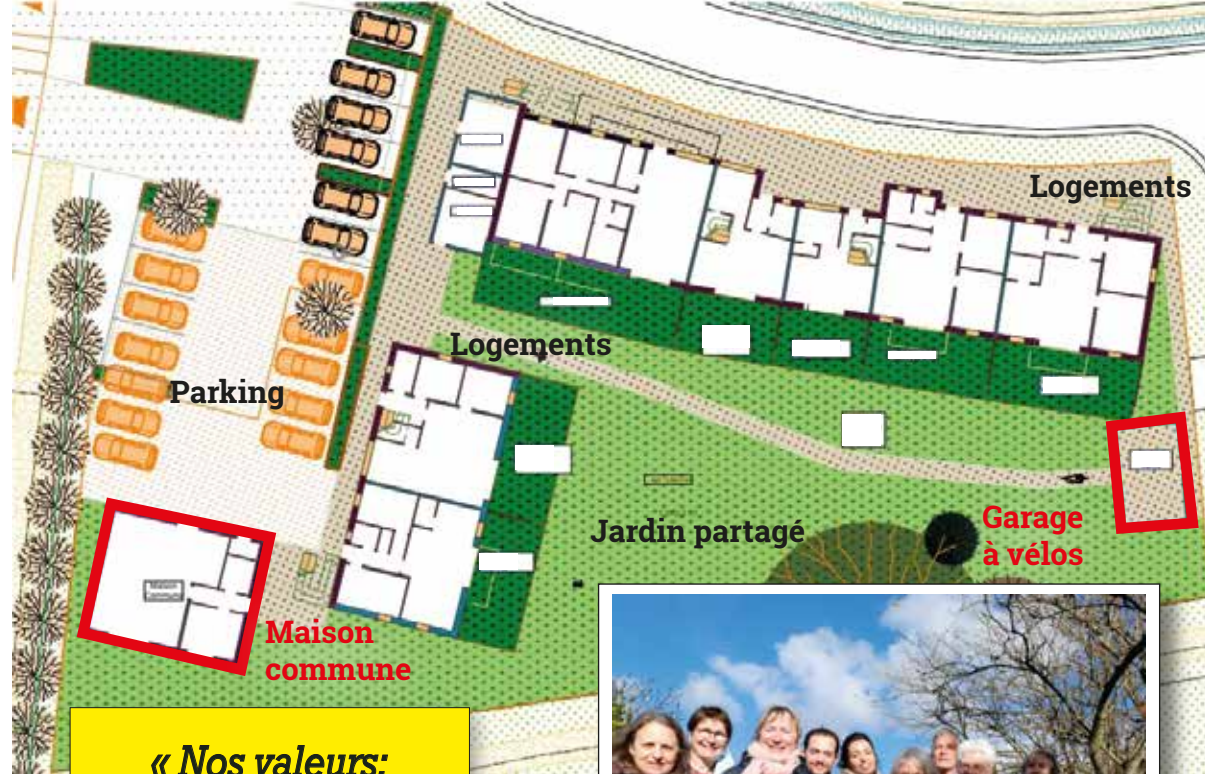 Logements
Logements
Parking
Jardin partagé
Garage
à vélos
Maison
commune
« Nos valeurs: